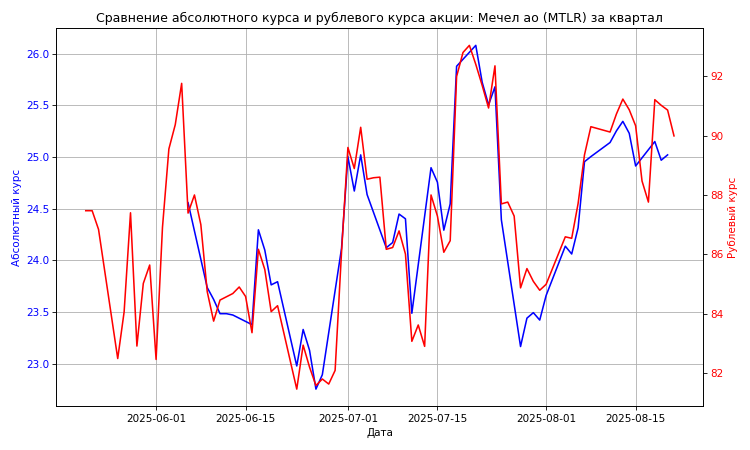 Сравнение абсолютного курса и рублевого курса акции: Мечел ао (MTLR) за квартал
26.0
25.5
25.0
24.5
24.0
23.5
23.0
Абсолютный курс
92
90
88
86
84
82
Рублевый курс
2025-06-01 2025-06-15 2025-07-01 2025-07-15 2025-08-01 2025-08-15
Дата